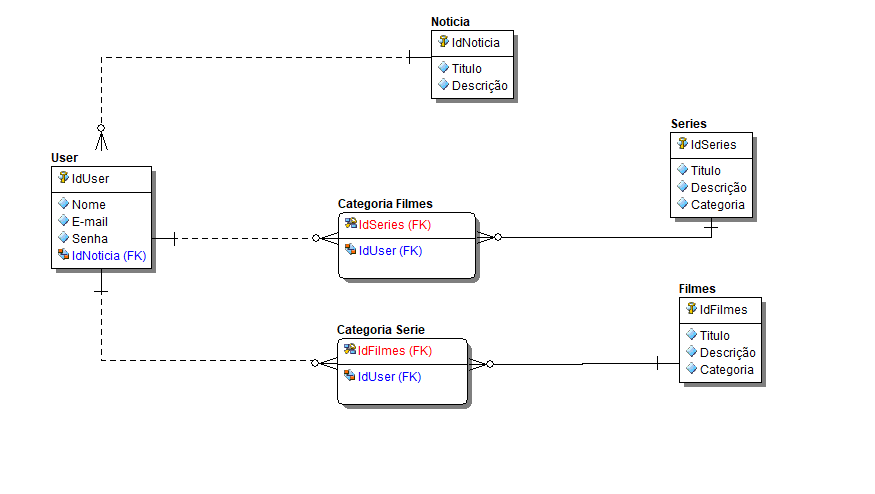 Noticia
IdNoticia
Titulo
Descrição
User
IdUser
Nome
E-mail
Senha
IdNoticia (FK)
Categoria Filmes
IdSeries (FK)
IdUser (FK)
Series
IdSeries
Titulo
Descrição
Categoria
Categoria Serie
IdFilmes (FK)
IdUser (FK)
Filmes
IdFilmes
Titulo
Descrição
Categoria